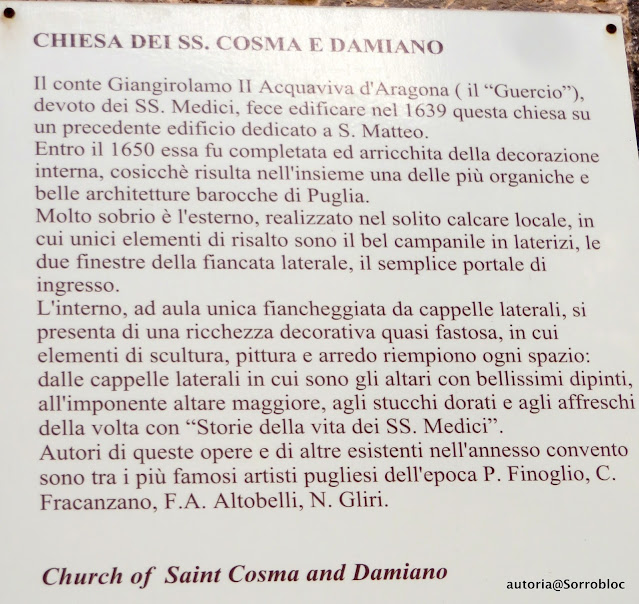 CHIESA DEI SS. COSMA E DAMIANO
Il conte Giangirolamo II Acquaviva d'Aragona ( il “Guercio”),
devoto dei SS. Medici, fece edificare nel 1639 questa chiesa su
un precedente edificio dedicato a S. Matteo.
Entro il 1650 essa fu completata ed arricchita della decorazione
interna, cosicchè risulta nell'insieme una delle più organiche e
belle architetture barocche di Puglia.
Molto sobrio è l'esterno, realizzato nel solito calcare locale, in
cui unici elementi di risalto sono il bel campanile in laterizi, le
due finestre della fiancata laterale, il semplice portale di
ingresso.
L'interno, ad aula unica fiancheggiata da cappelle laterali, si
presenta di una ricchezza decorativa quasi fastosa, in cui
elementi di scultura, pittura e arredo riempiono ogni spazio:
dalle cappelle laterali in cui sono gli altari con bellissimi dipinti,
all'imponente altare maggiore, agli stucchi dorati e agli affreschi
della volta con “Storie della vita dei SS. Medici”.
Autori di queste opere e di altre esistenti nell'annesso convento
sono tra i più famosi artisti pugliesi dell'epoca P. Finoglio, C.
Fracanzano, F.A. Altobelli, N. Gliri.
Church of Saint Cosma and Damiano
autoria@Sorrobloc